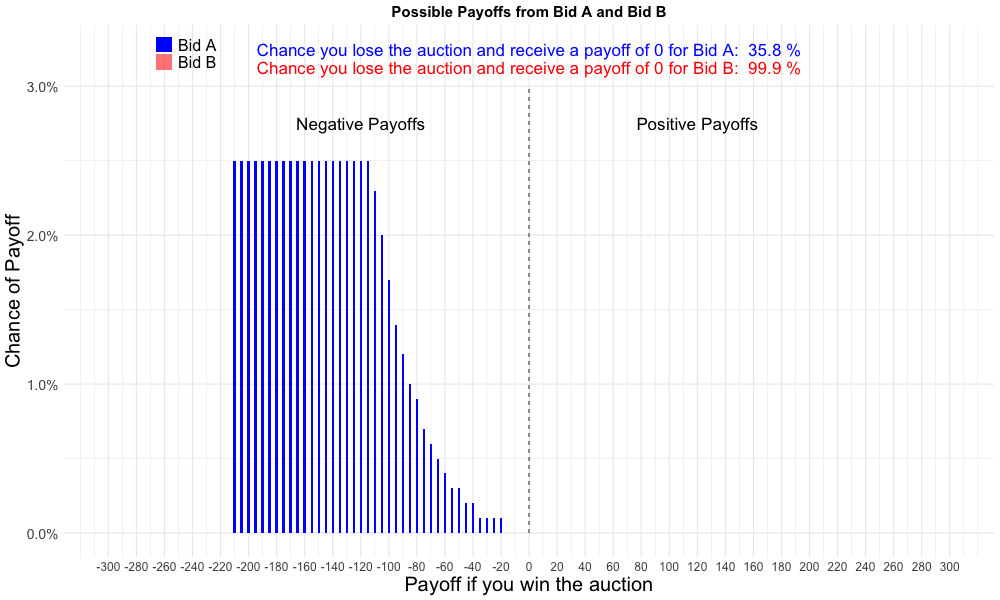 Possible Payoffs from Bid A and Bid B
Bid A
Bid B
Chance you lose the auction and receive a payoff of 0 for Bid A: 35.8 %
Chance you lose the auction and receive a payoff of 0 for Bid B: 99.9 %
Negative Payoffs
Positive Payoffs
Chance of Payoff
3.0%
2.0%
1.0%
0.0%
-300 -280 -260 -240 -220 -200 -180 -160 -140 -120 -100 -80 -60 -40 -20 0 20 40 60 80 100 120 140 160 180 200 220 240 260 280 300
Payoff if you win the auction